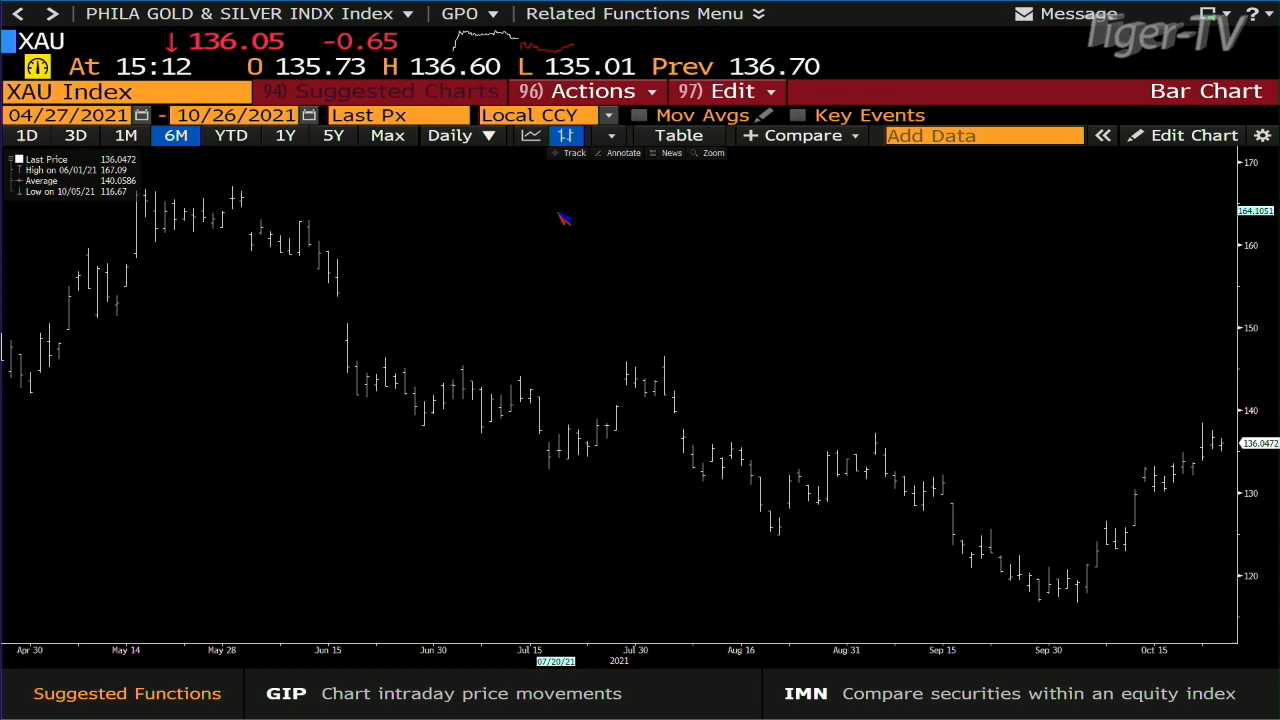 PHILA GOLD & SILVER INDX Index GPO Related Functions Menu Message ?
Tiger-TV
XAU 136.05 -0.65
At 15:12 O 135.73 H 136.60 L 135.01 Prev 136.70
XAU Index 94) Suggested Charts 96) Actions 97) Edit Bar Chart
04/27/2021 - 10/26/2021 Last Px Local CCY Mov Avgs Key Events
1D 3D 1M 6M YTD 1Y 5Y Max Daily Table + Compare Add Data Edit Chart
Track Annotate News Zoom
Last Price 136.0472
High on 06/01/21 167.09
Average 140.0586
Low on 10/05/21 116.67
170
164.1051
160
150
140
136.0472
130
120
Apr 30 May 14 May 28 Jun 15 Jun 30 Jul 15 Jul 30 Aug 16 Aug 31 Sep 15 Sep 30 Oct 15
07/20/21 2021
Suggested Functions GIP Chart intraday price movements IMN Compare securities within an equity index